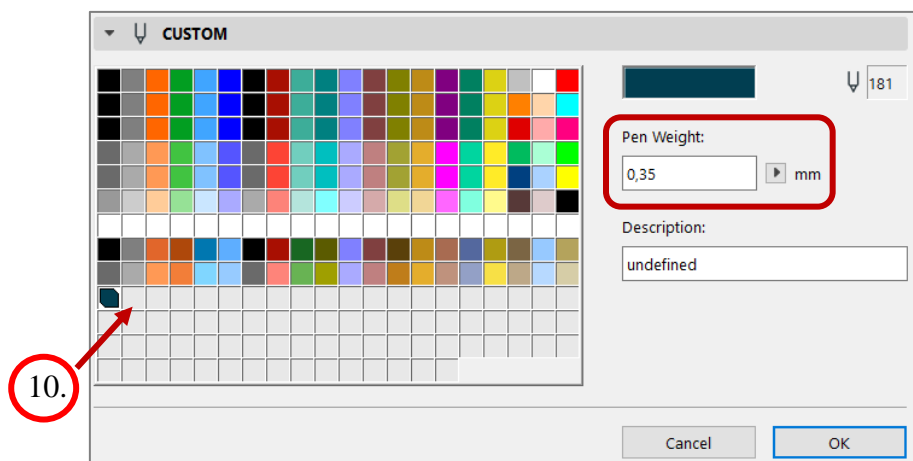 CUSTOM
181
Pen Weight:
0,35
mm
Description:
undefined
10.
Cancel
OK